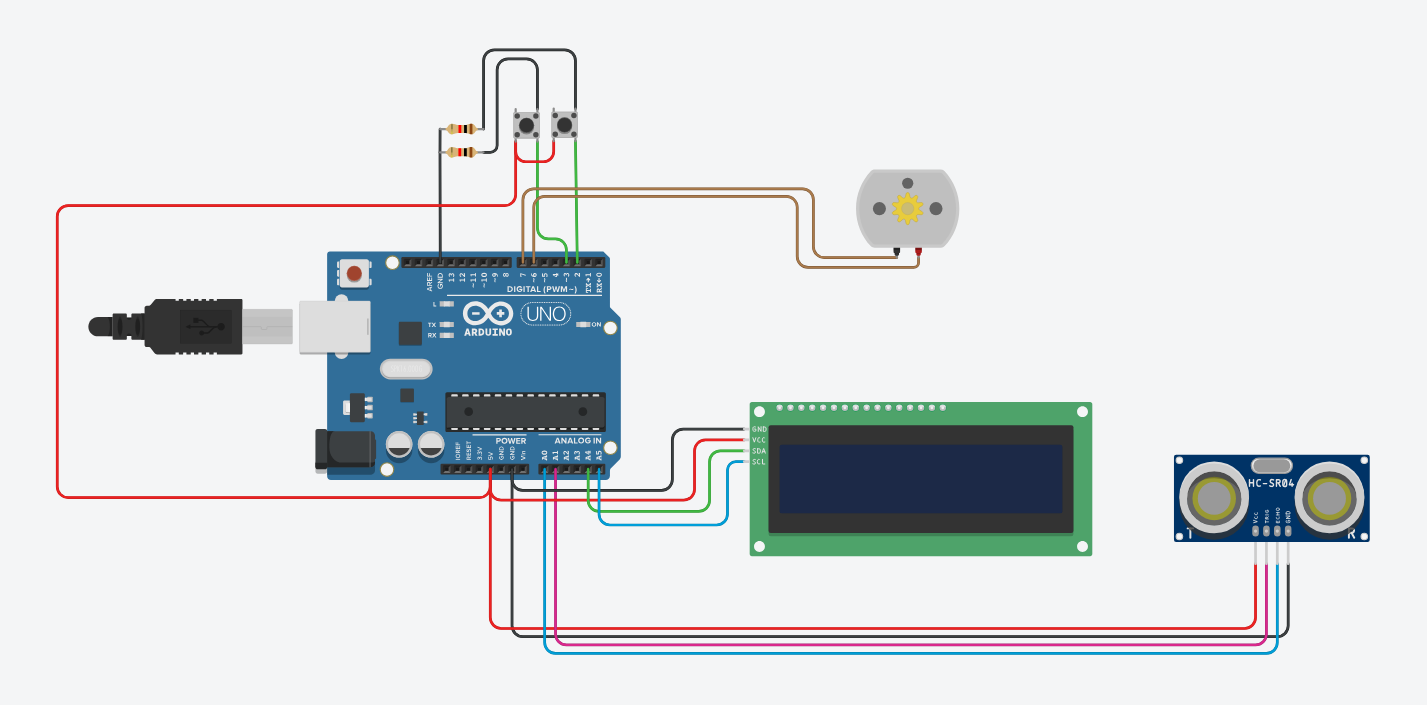 AREF
GND
13
12
~11
~10
~9
8
7
~6
~5
4
~3
2
TX→1
RX←0
DIGITAL (PWM~)
L
TX
RX
ARDUINO
UNO
ON
POWER
ANALOG IN
IOREF
RESET
3.3V
5V
GND
GND
Vin
A0
A1
A2
A3
A4
A5
GND
VCC
SDA
SCL
HC-SR04
Vcc
TRIG
ECHO
GND
T
R